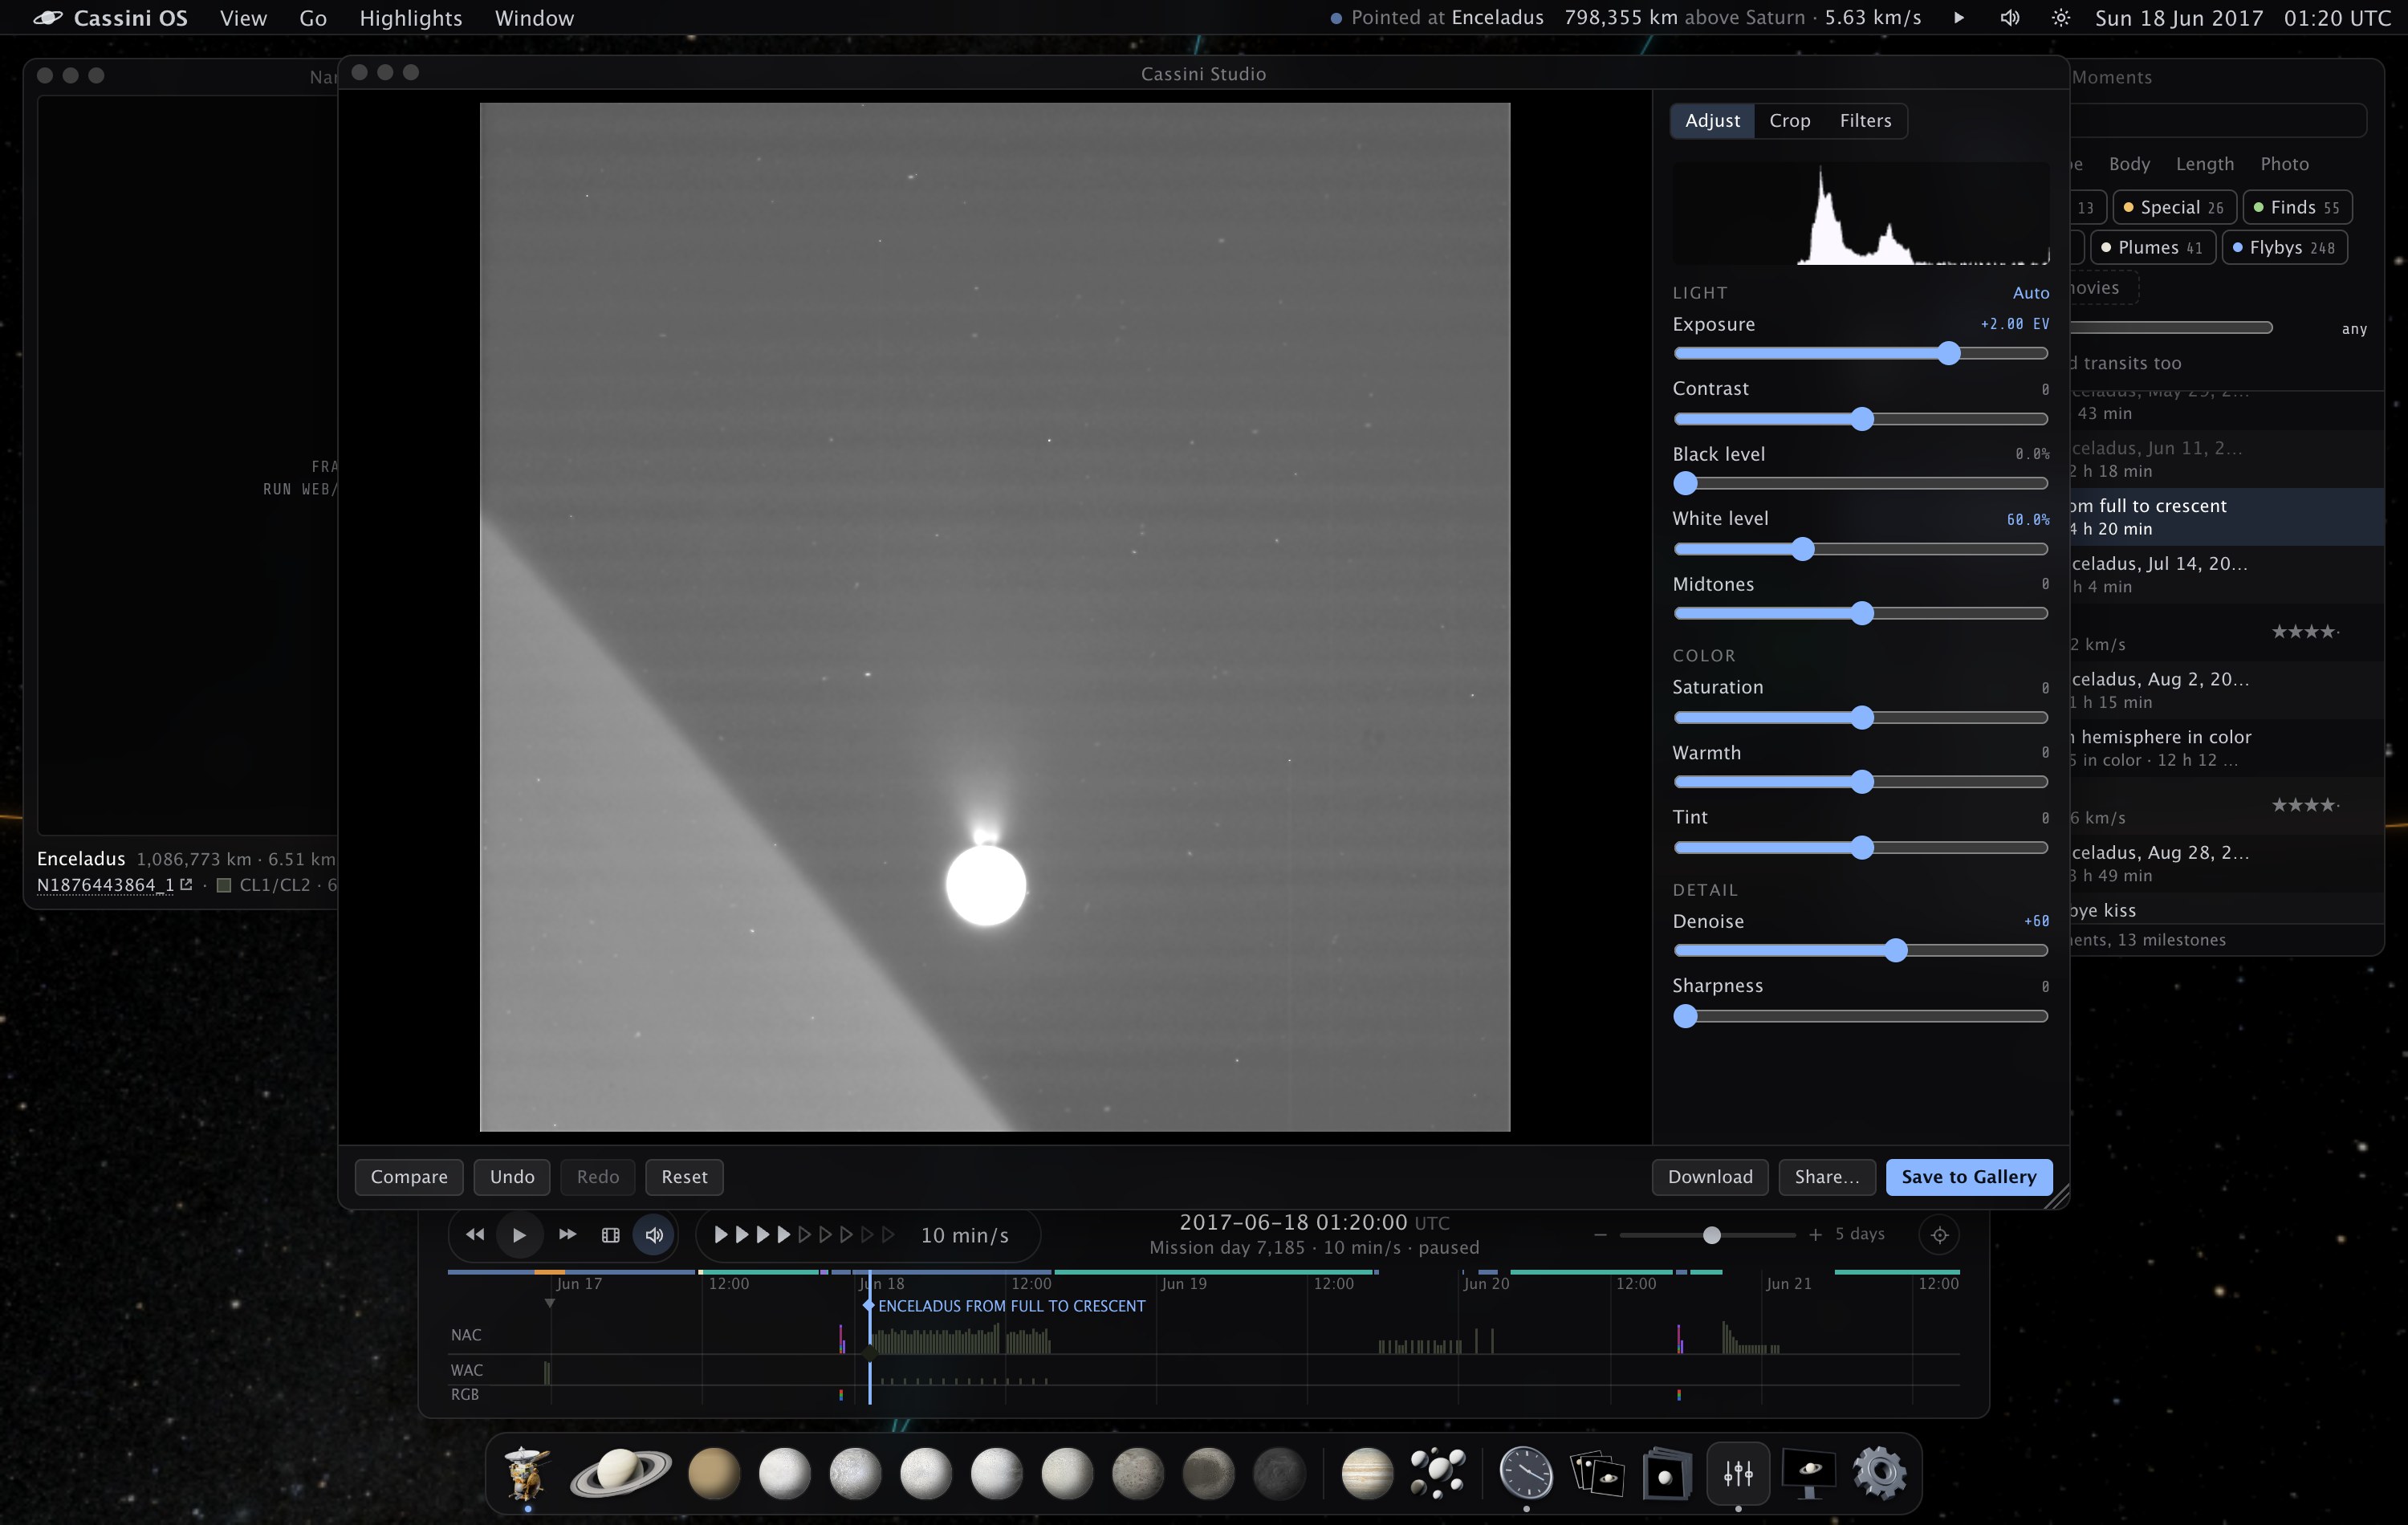 Cassini OS View Go Highlights Window
Pointed at Enceladus 798,355 km above Saturn · 5.63 km/s Sun 18 Jun 2017 01:20 UTC
FRA
RUN WEB/
Enceladus 1,086,773 km · 6.51 km
N1876443864_1 · CL1/CL2 · 6
Cassini Studio
Adjust Crop Filters
LIGHT Auto
Exposure +2.00 EV
Contrast 0
Black level 0.0%
White level 60.0%
Midtones 0
COLOR
Saturation 0
Warmth 0
Tint 0
DETAIL
Denoise +60
Sharpness 0
Compare Undo Redo Reset
Download Share... Save to Gallery
Moments
Body Length Photo
13 Special 26 Finds 55
Plumes 41 Flybys 248
ovies
any
d transits too
43 min
celadus, Jun 11, 2...
2 h 18 min
om full to crescent
4 h 20 min
celadus, Jul 14, 20...
h 4 min
★★★★·
2 km/s
celadus, Aug 2, 20...
1 h 15 min
hemisphere in color
5 in color · 12 h 12 ...
★★★★·
6 km/s
celadus, Aug 28, 2...
3 h 49 min
bye kiss
ents, 13 milestones
10 min/s
2017-06-18 01:20:00 UTC
Mission day 7,185 · 10 min/s · paused
− + 5 days
Jun 17 12:00 Jun 18 12:00 Jun 19 12:00 Jun 20 12:00 Jun 21 12:00
ENCELADUS FROM FULL TO CRESCENT
NAC
WAC
RGB